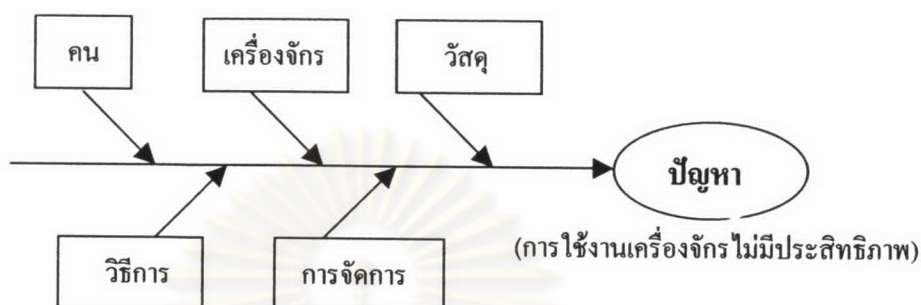 คน
เครื่องจักร
วัสดุ
ปัญหา
(การใช้งานเครื่องจักรไม่มีประสิทธิภาพ)
วิธีการ
การจัดการ